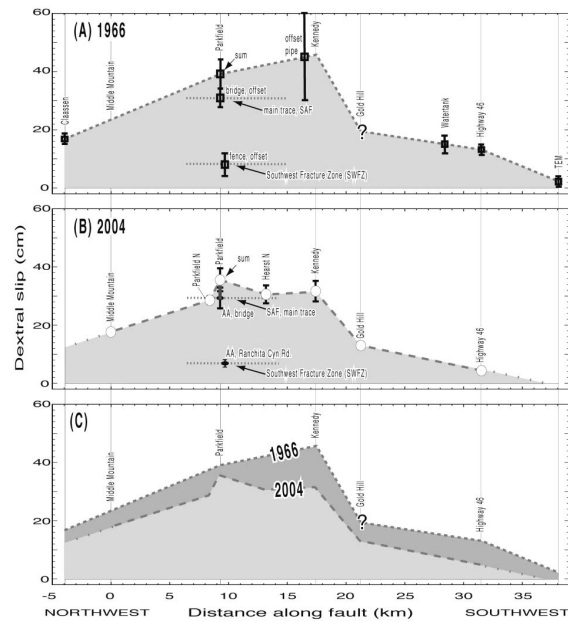 (A) 1966
Claassen
Middle Mountain
Parkfield
sum
bridge, offset
main trace, SAF
fence, offset
Southwest Fracture Zone (SWFZ)
offset
pipe
Kennedy
Gold Hill
?
Watertank
Highway 46
TEM
60
40
20
0
(B) 2004
Middle Mountain
Parkfield N
Parkfield
sum
Hearst N
Kennedy
SAF, main trace
AA, bridge
AA, Ranchita Cyn Rd.
Southwest Fracture Zone (SWFZ)
Gold Hill
Highway 46
60
40
20
0
Dextral slip (cm)
(C)
Middle Mountain
Parkfield
1966
2004
Kennedy
Gold Hill
?
Highway 46
60
40
20
0
-5 0 5 10 15 20 25 30 35
NORTHWEST Distance along fault (km) SOUTHWEST